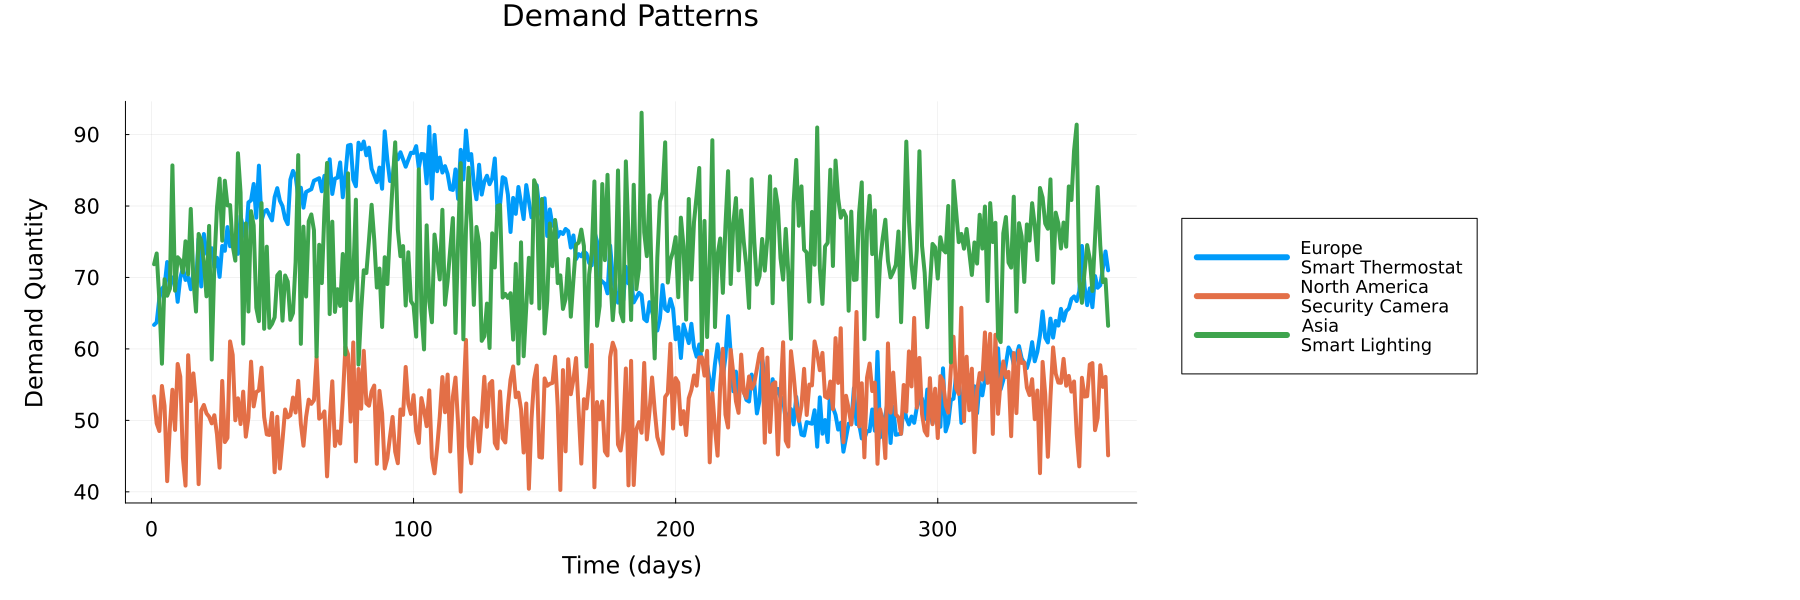 Demand Patterns
Demand Quantity
90
80
70
60
50
40
0
100
200
300
Time (days)
Europe
Smart Thermostat
North America
Security Camera
Asia
Smart Lighting